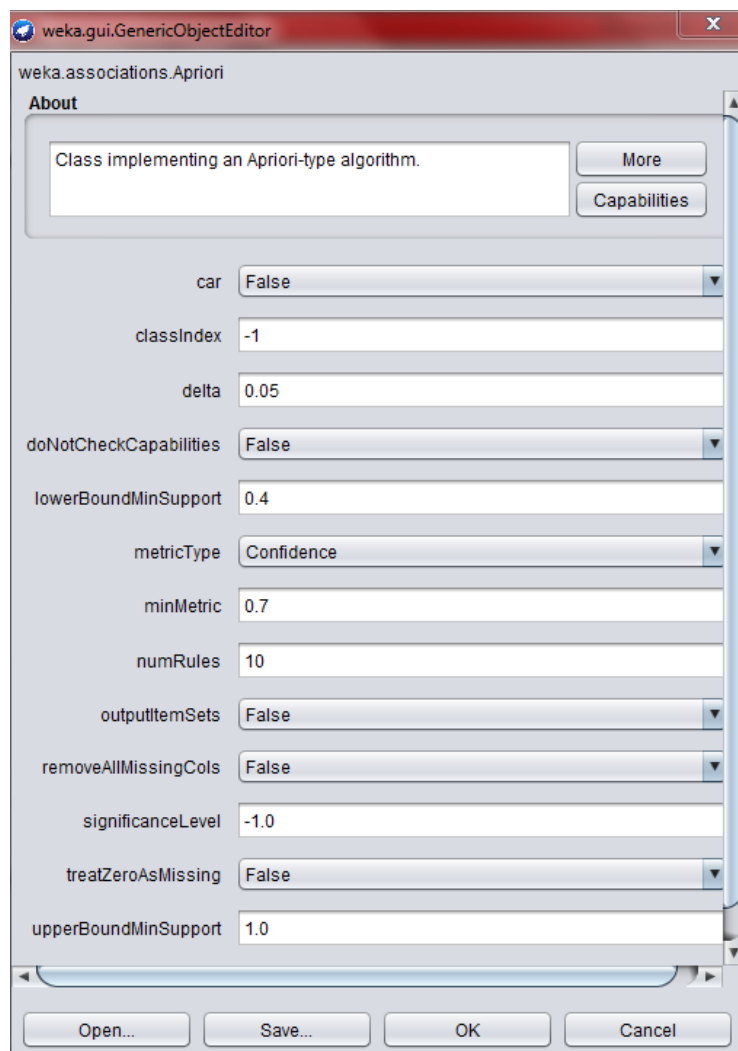 weka.gui.GenericObjectEditor
X
weka.associations.Apriori
About
Class implementing an Apriori-type algorithm.
More
Capabilities
car False
classIndex -1
delta 0.05
doNotCheckCapabilities False
lowerBoundMinSupport 0.4
metricType Confidence
minMetric 0.7
numRules 10
outputItemSets False
removeAllMissingCols False
significanceLevel -1.0
treatZeroAsMissing False
upperBoundMinSupport 1.0
Open... Save... OK Cancel